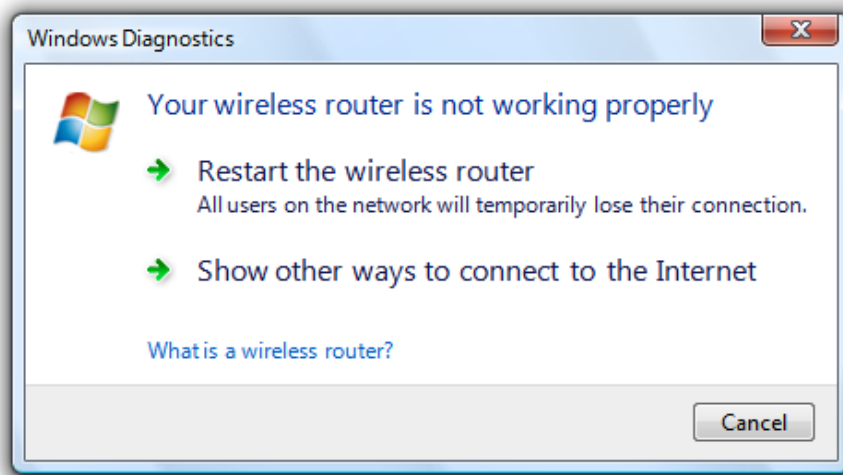 Windows Diagnostics
Your wireless router is not working properly
Restart the wireless router
All users on the network will temporarily lose their connection.
Show other ways to connect to the Internet
What is a wireless router?
Cancel